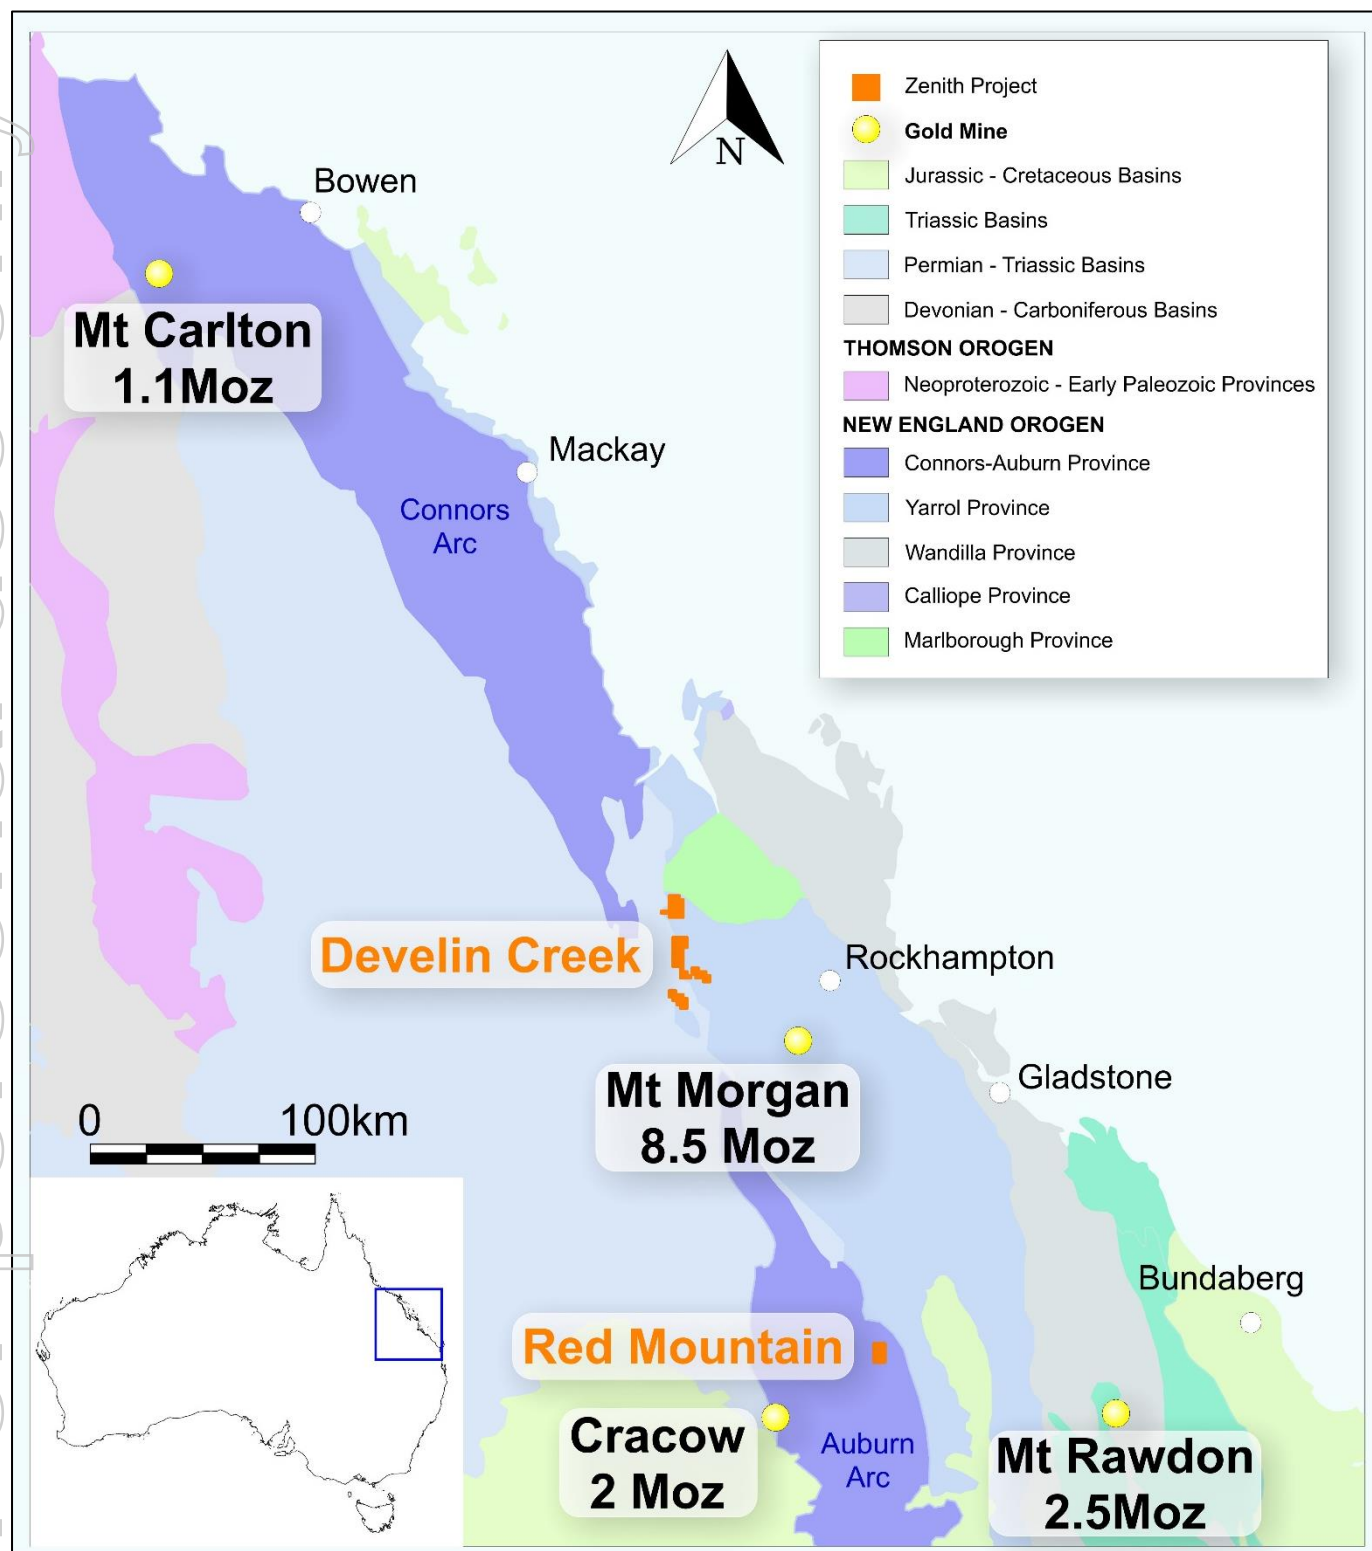 Zenith Project
Gold Mine
Jurassic - Cretaceous Basins
Triassic Basins
Permian - Triassic Basins
Devonian - Carboniferous Basins
THOMSON OROGEN
Neoproterozoic - Early Paleozoic Provinces
NEW ENGLAND OROGEN
Connors-Auburn Province
Yarrol Province
Wandilla Province
Calliope Province
Marlborough Province
N
Bowen
Mt Carlton
1.1Moz
Mackay
Connors
Arc
Develin Creek
Rockhampton
Mt Morgan
8.5 Moz
Gladstone
0 100km
Bundaberg
Red Mountain
Cracow
2 Moz
Auburn
Arc
Mt Rawdon
2.5Moz